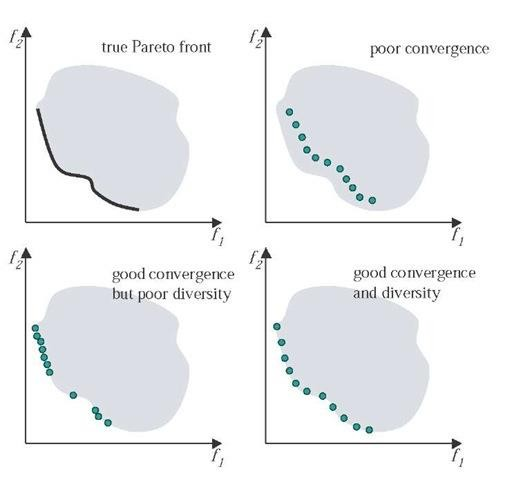 f2
true Pareto front
f1
f2
poor convergence
f1
f2
good convergence
but poor diversity
f1
f2
good convergence
and diversity
f1